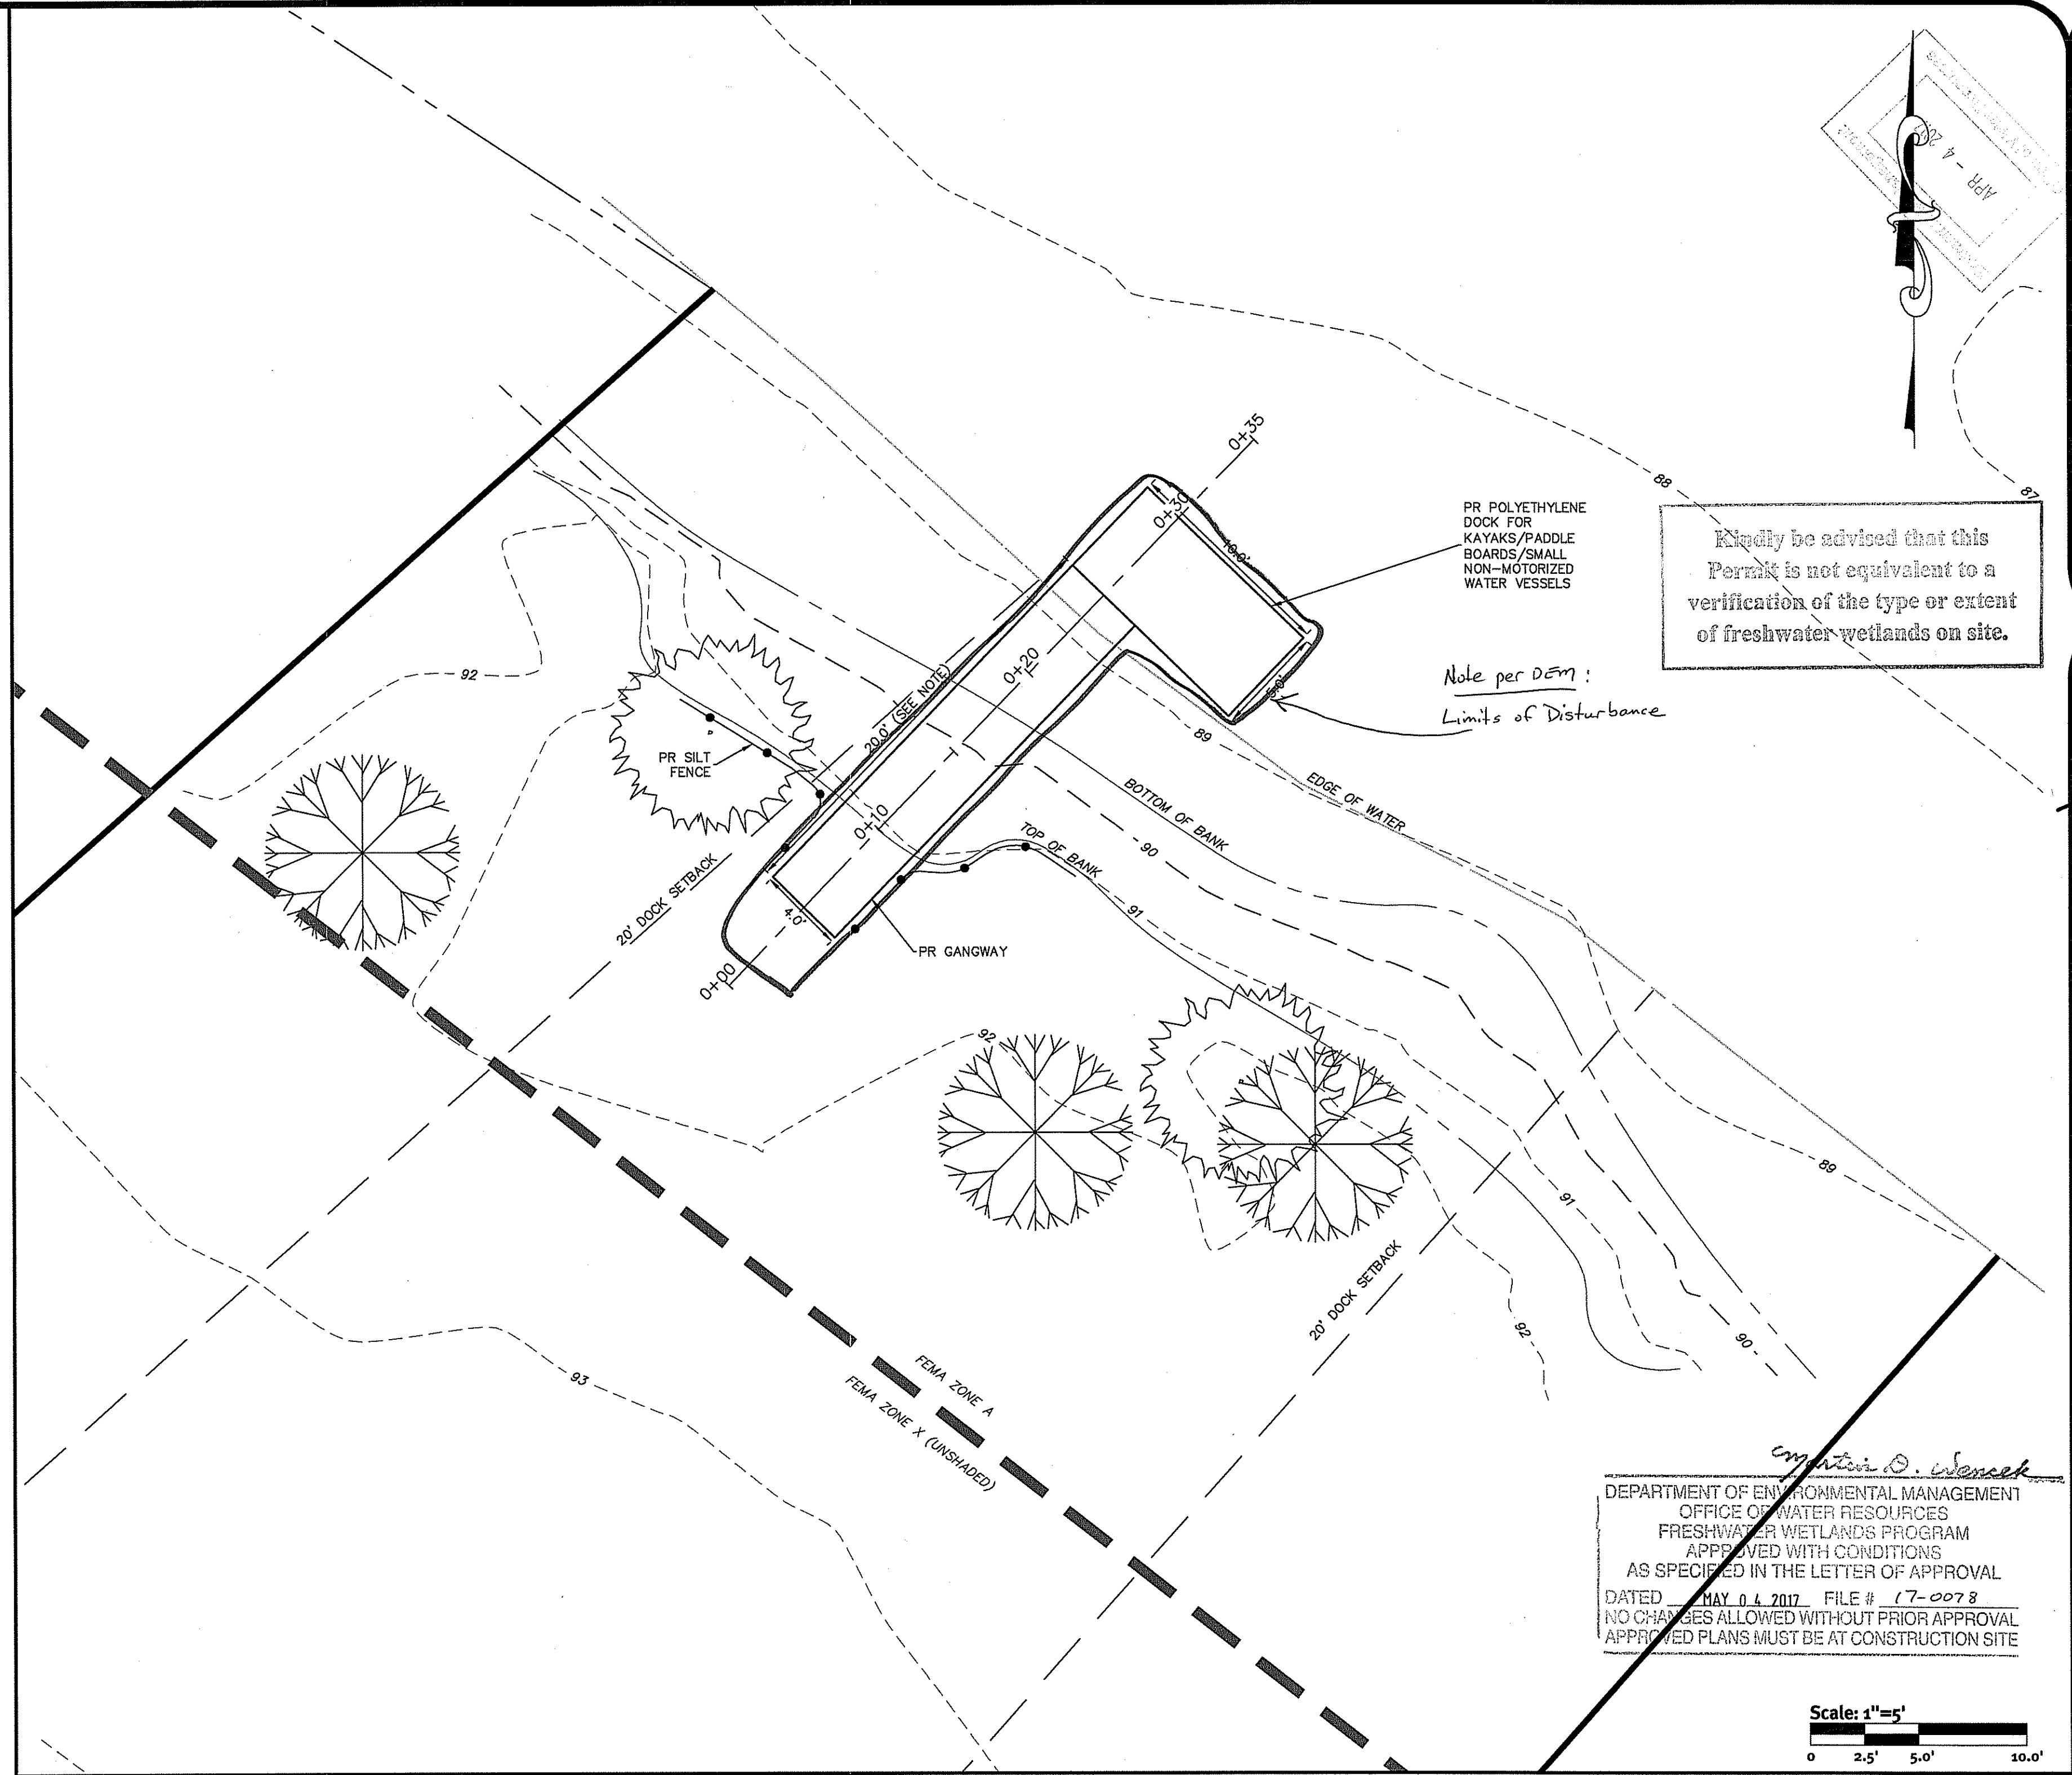 APR - 4 2017
0+35
0+30
10.0'
88
87
PR POLYETHYLENE
DOCK FOR
KAYAKS/PADDLE
BOARDS/SMALL
NON-MOTORIZED
WATER VESSELS
Kindly be advised that this
Permit is not equivalent to a
verification of the type or extent
of freshwater wetlands on site.
Note per DEM:
Limits of Disturbance
92
0+20
20.0' (SEE NOTE)
5.0'
89
PR SILT
FENCE
EDGE OF WATER
BOTTOM OF BANK
0+10
90
TOP OF BANK
20' DOCK SETBACK
4.0'
91
PR GANGWAY
0+00
92
89
91
20' DOCK SETBACK
92
90
93
FEMA ZONE A
FEMA ZONE X (UNSHADED)
Martin D. Wencek
DEPARTMENT OF ENVIRONMENTAL MANAGEMENT
OFFICE OF WATER RESOURCES
FRESHWATER WETLANDS PROGRAM
APPROVED WITH CONDITIONS
AS SPECIFIED IN THE LETTER OF APPROVAL
DATED MAY 04 2017 FILE # 17-0078
NO CHANGES ALLOWED WITHOUT PRIOR APPROVAL
APPROVED PLANS MUST BE AT CONSTRUCTION SITE
Scale: 1"=5'
0 2.5' 5.0' 10.0'